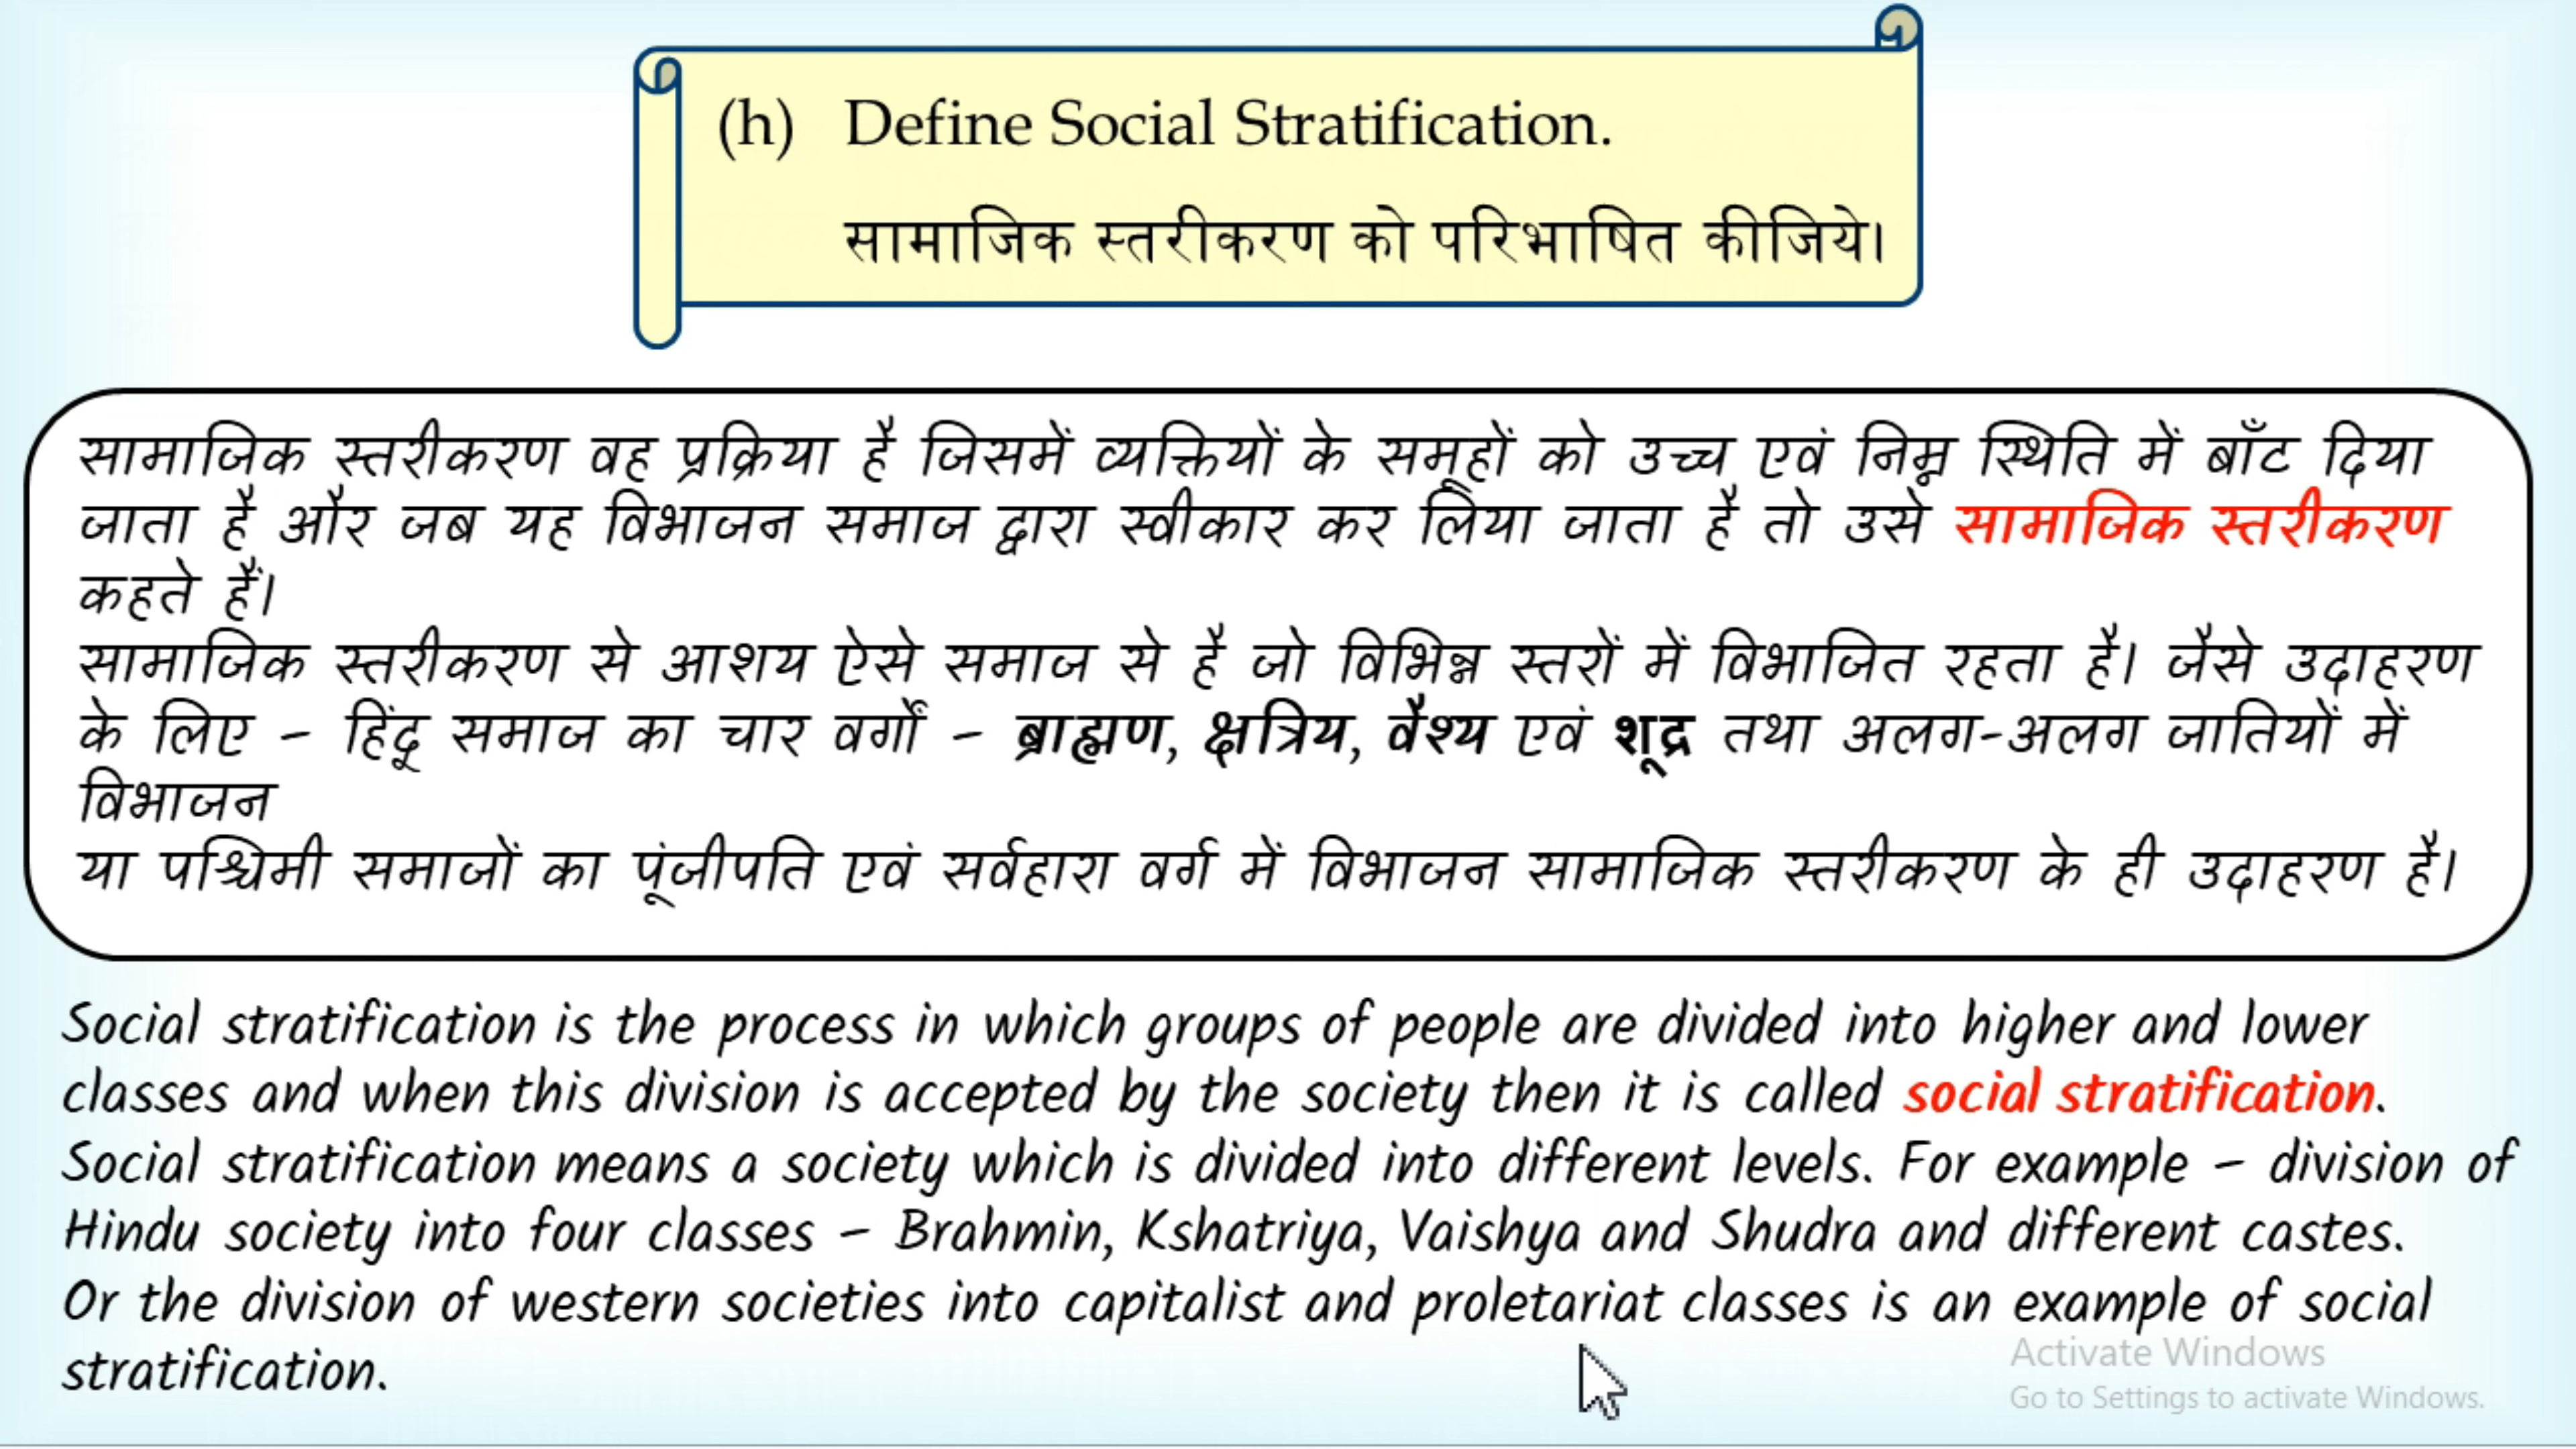 (h) Define Social Stratification.
सामाजिक स्तरीकरण को परिभाषित कीजिये।
सामाजिक स्तरीकरण वह प्रक्रिया है जिसमें व्यक्तियों के समूहों को उच्च एवं निम्न स्थिति में बाँट दिया
जाता है और जब यह विभाजन समाज द्वारा स्वीकार कर लिया जाता है तो उसे सामाजिक स्तरीकरण
कहते हैं।
सामाजिक स्तरीकरण से आशय ऐसे समाज से है जो विभिन्न स्तरों में विभाजित रहता है। जैसे उदाहरण
के लिए – हिंदू समाज का चार वर्गों – ब्राह्मण, क्षत्रिय, वैश्य एवं शूद्र तथा अलग-अलग जातियों में
विभाजन
या पश्चिमी समाजों का पूंजीपति एवं सर्वहारा वर्ग में विभाजन सामाजिक स्तरीकरण के ही उदाहरण है।
Social stratification is the process in which groups of people are divided into higher and lower
classes and when this division is accepted by the society then it is called social stratification.
Social stratification means a society which is divided into different levels. For example – division of
Hindu society into four classes – Brahmin, Kshatriya, Vaishya and Shudra and different castes.
Or the division of western societies into capitalist and proletariat classes is an example of social
stratification.
Activate Windows
Go to Settings to activate Windows.